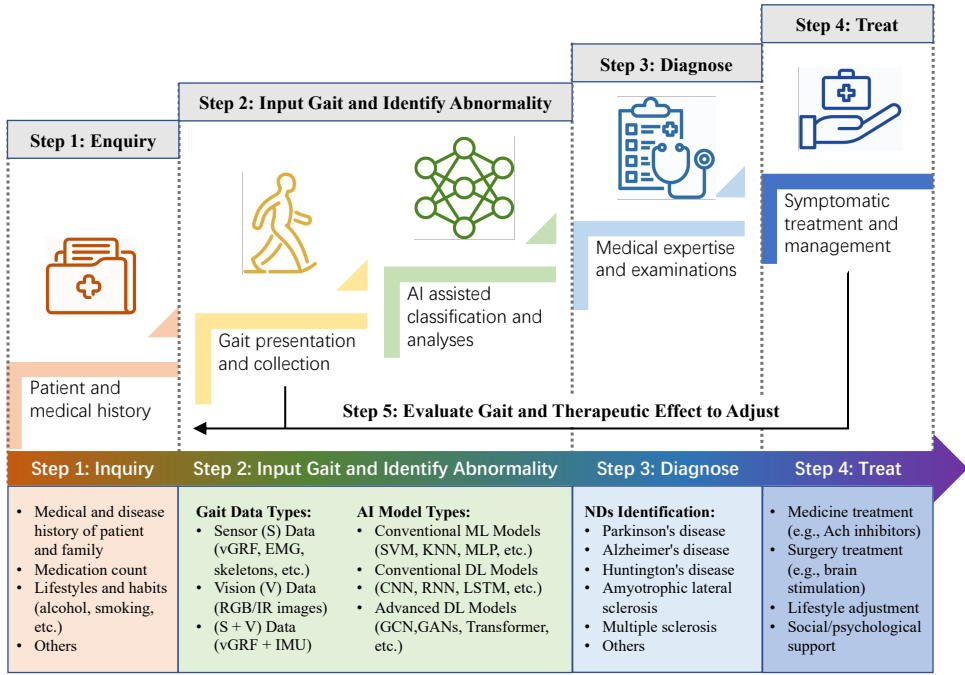 Step 4: Treat
Step 3: Diagnose
Step 2: Input Gait and Identify Abnormality
Step 1: Enquiry
Symptomatic
treatment and
management
Medical expertise
and examinations
AI assisted
classification and
analyses
Gait presentation
and collection
Patient and
medical history
Step 5: Evaluate Gait and Therapeutic Effect to Adjust
Step 1: Inquiry
Step 2: Input Gait and Identify Abnormality
Step 3: Diagnose
Step 4: Treat
• Medical and disease
history of patient
and family
• Medication count
• Lifestyles and habits
(alcohol, smoking,
etc.)
• Others
Gait Data Types:
• Sensor (S) Data
(vGRF, EMG,
skeletons, etc.)
• Vision (V) Data
(RGB/IR images)
• (S + V) Data
(vGRF + IMU)
AI Model Types:
• Conventional ML Models
(SVM, KNN, MLP, etc.)
• Conventional DL Models
(CNN, RNN, LSTM, etc.)
• Advanced DL Models
(GCN,GANs, Transformer,
etc.)
NDs Identification:
• Parkinson's disease
• Alzheimer's disease
• Huntington's disease
• Amyotrophic lateral
sclerosis
• Multiple sclerosis
• Others
• Medicine treatment
(e.g., Ach inhibitors)
• Surgery treatment
(e.g., brain
stimulation)
• Lifestyle adjustment
• Social/psychological
support